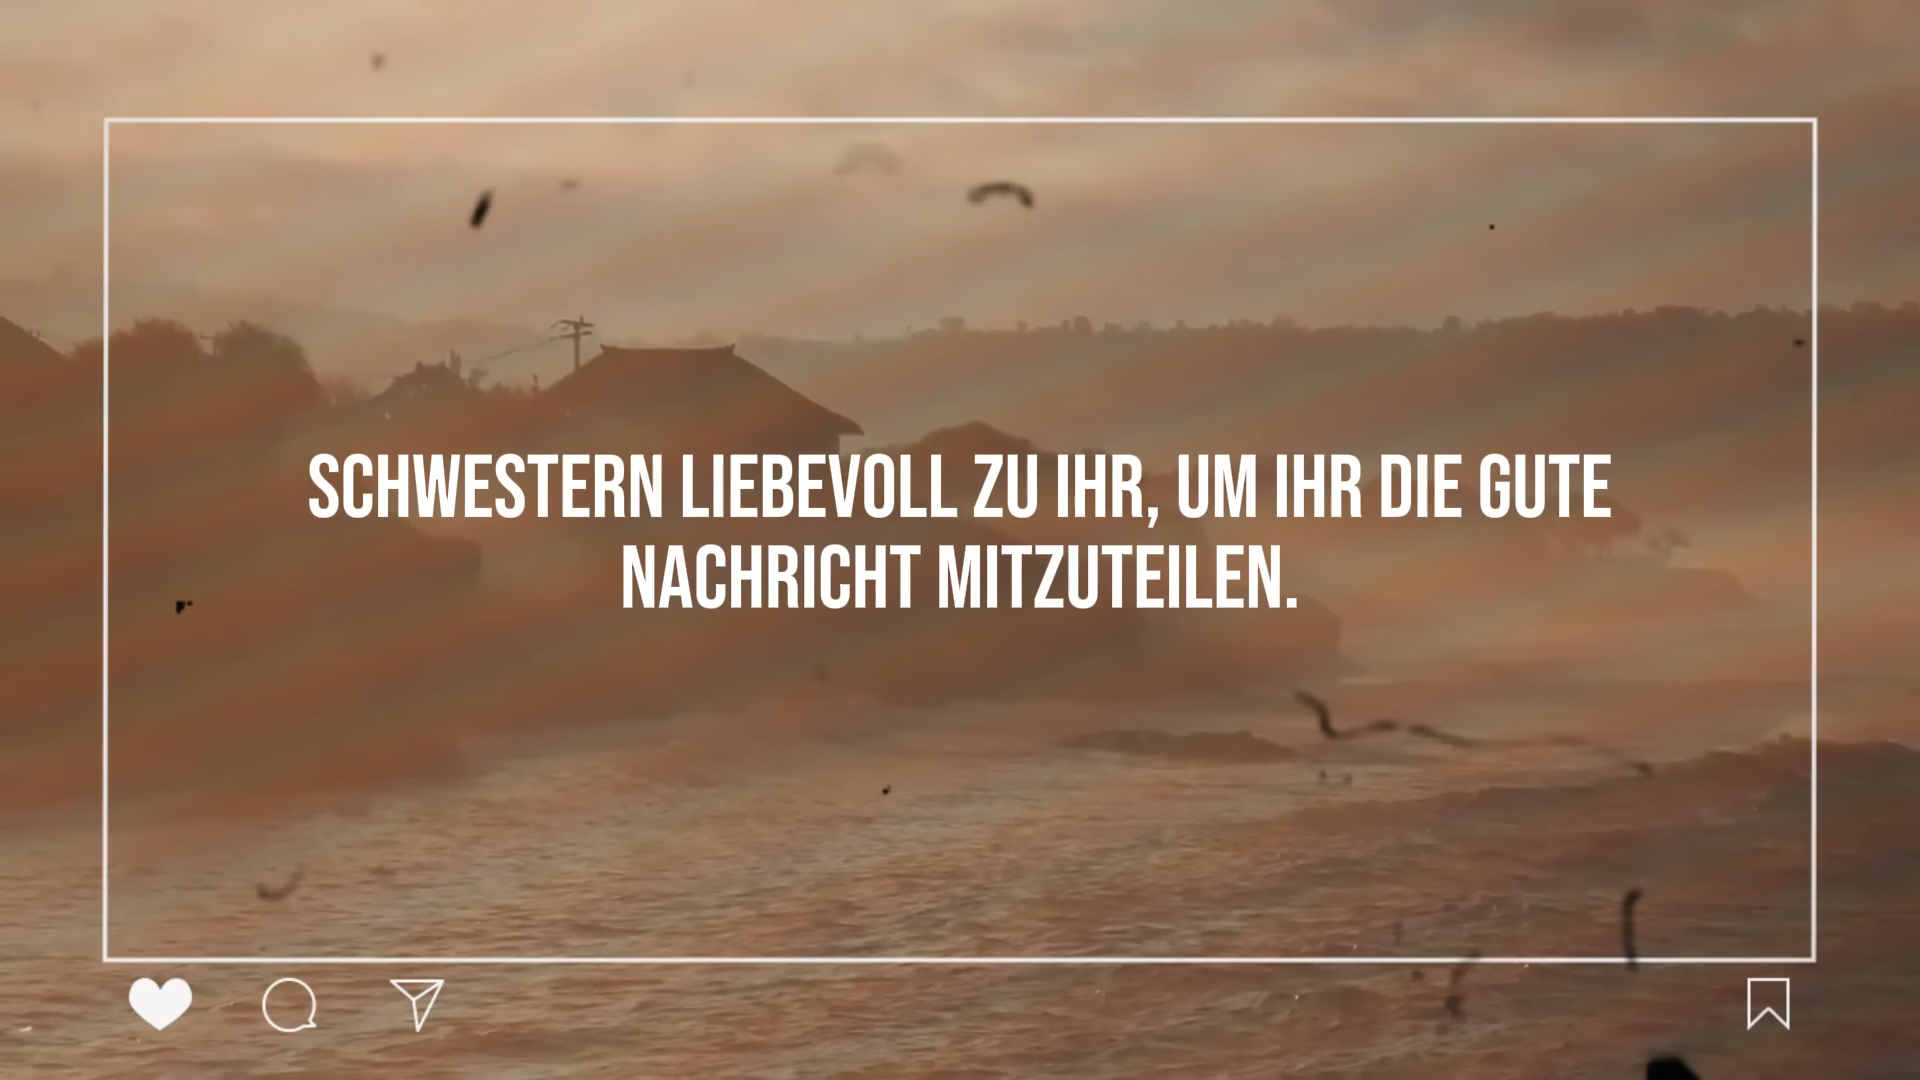 SCHWESTERN LIEBEVOLL ZU IHR, UM IHR DIE GUTE
NACHRICHT MITZUTEILEN.